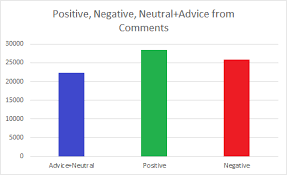 Positive, Negative, Neutral+Advice from
Comments
30000
25000
20000
15000
10000
5000
0
Advice+Neutral
Positive
Negative